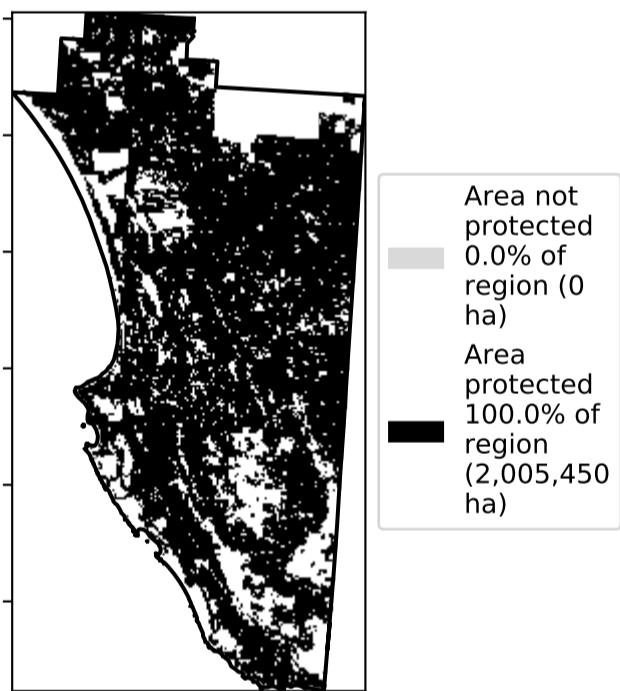 Area not
protected
0.0% of
region (0
ha)
Area
protected
100.0% of
region
(2,005,450
ha)